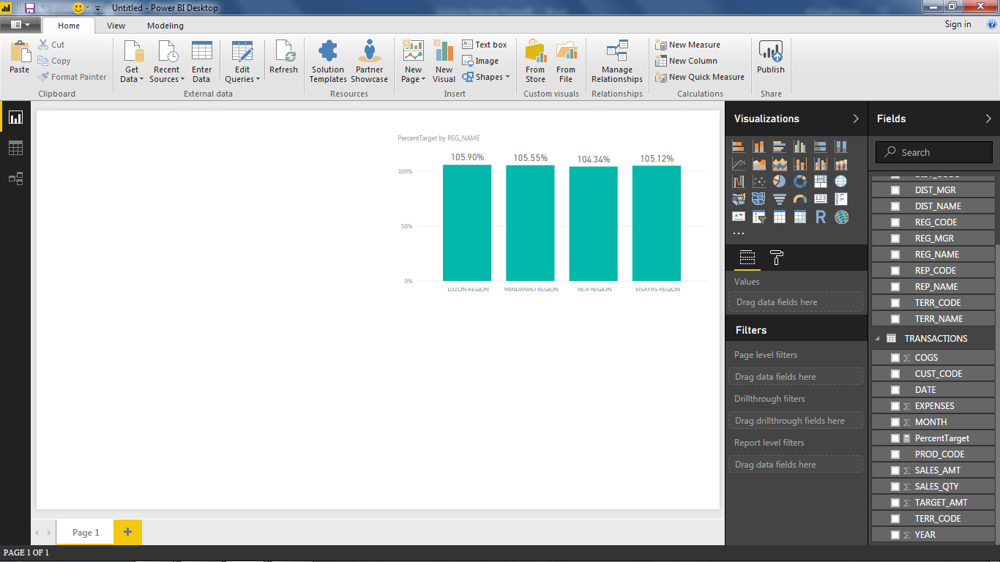 Untitled - Power BI Desktop
Home View Modeling
Sign in
Paste
Cut
Copy
Format Painter
Clipboard
Get Data
Recent Sources
Enter Data
Edit Queries
Refresh
External data
Solution Templates
Partner Showcase
Resources
New Page
New Visual
Text box
Image
Shapes
Insert
From Store
From File
Custom visuals
Manage Relationships
Relationships
New Measure
New Column
New Quick Measure
Calculations
Publish
Share
PercentTarget by REG_NAME
105.90% 105.55% 104.34% 105.12%
100%
50%
0%
LUZON REGION MINDANAO REGION NCR REGION VISAYAS REGION
Page 1
PAGE 1 OF 1
Visualizations
123
R
Values
Drag data fields here
Filters
Page level filters
Drag data fields here
Drillthrough filters
Drag drillthrough fields here
Report level filters
Drag data fields here
Fields
Search
DIST_MGR
DIST_NAME
REG_CODE
REG_MGR
REG_NAME
REP_CODE
REP_NAME
TERR_CODE
TERR_NAME
TRANSACTIONS
COGS
CUST_CODE
DATE
EXPENSES
MONTH
PercentTarget
PROD_CODE
SALES_AMT
SALES_QTY
TARGET_AMT
TERR_CODE
YEAR